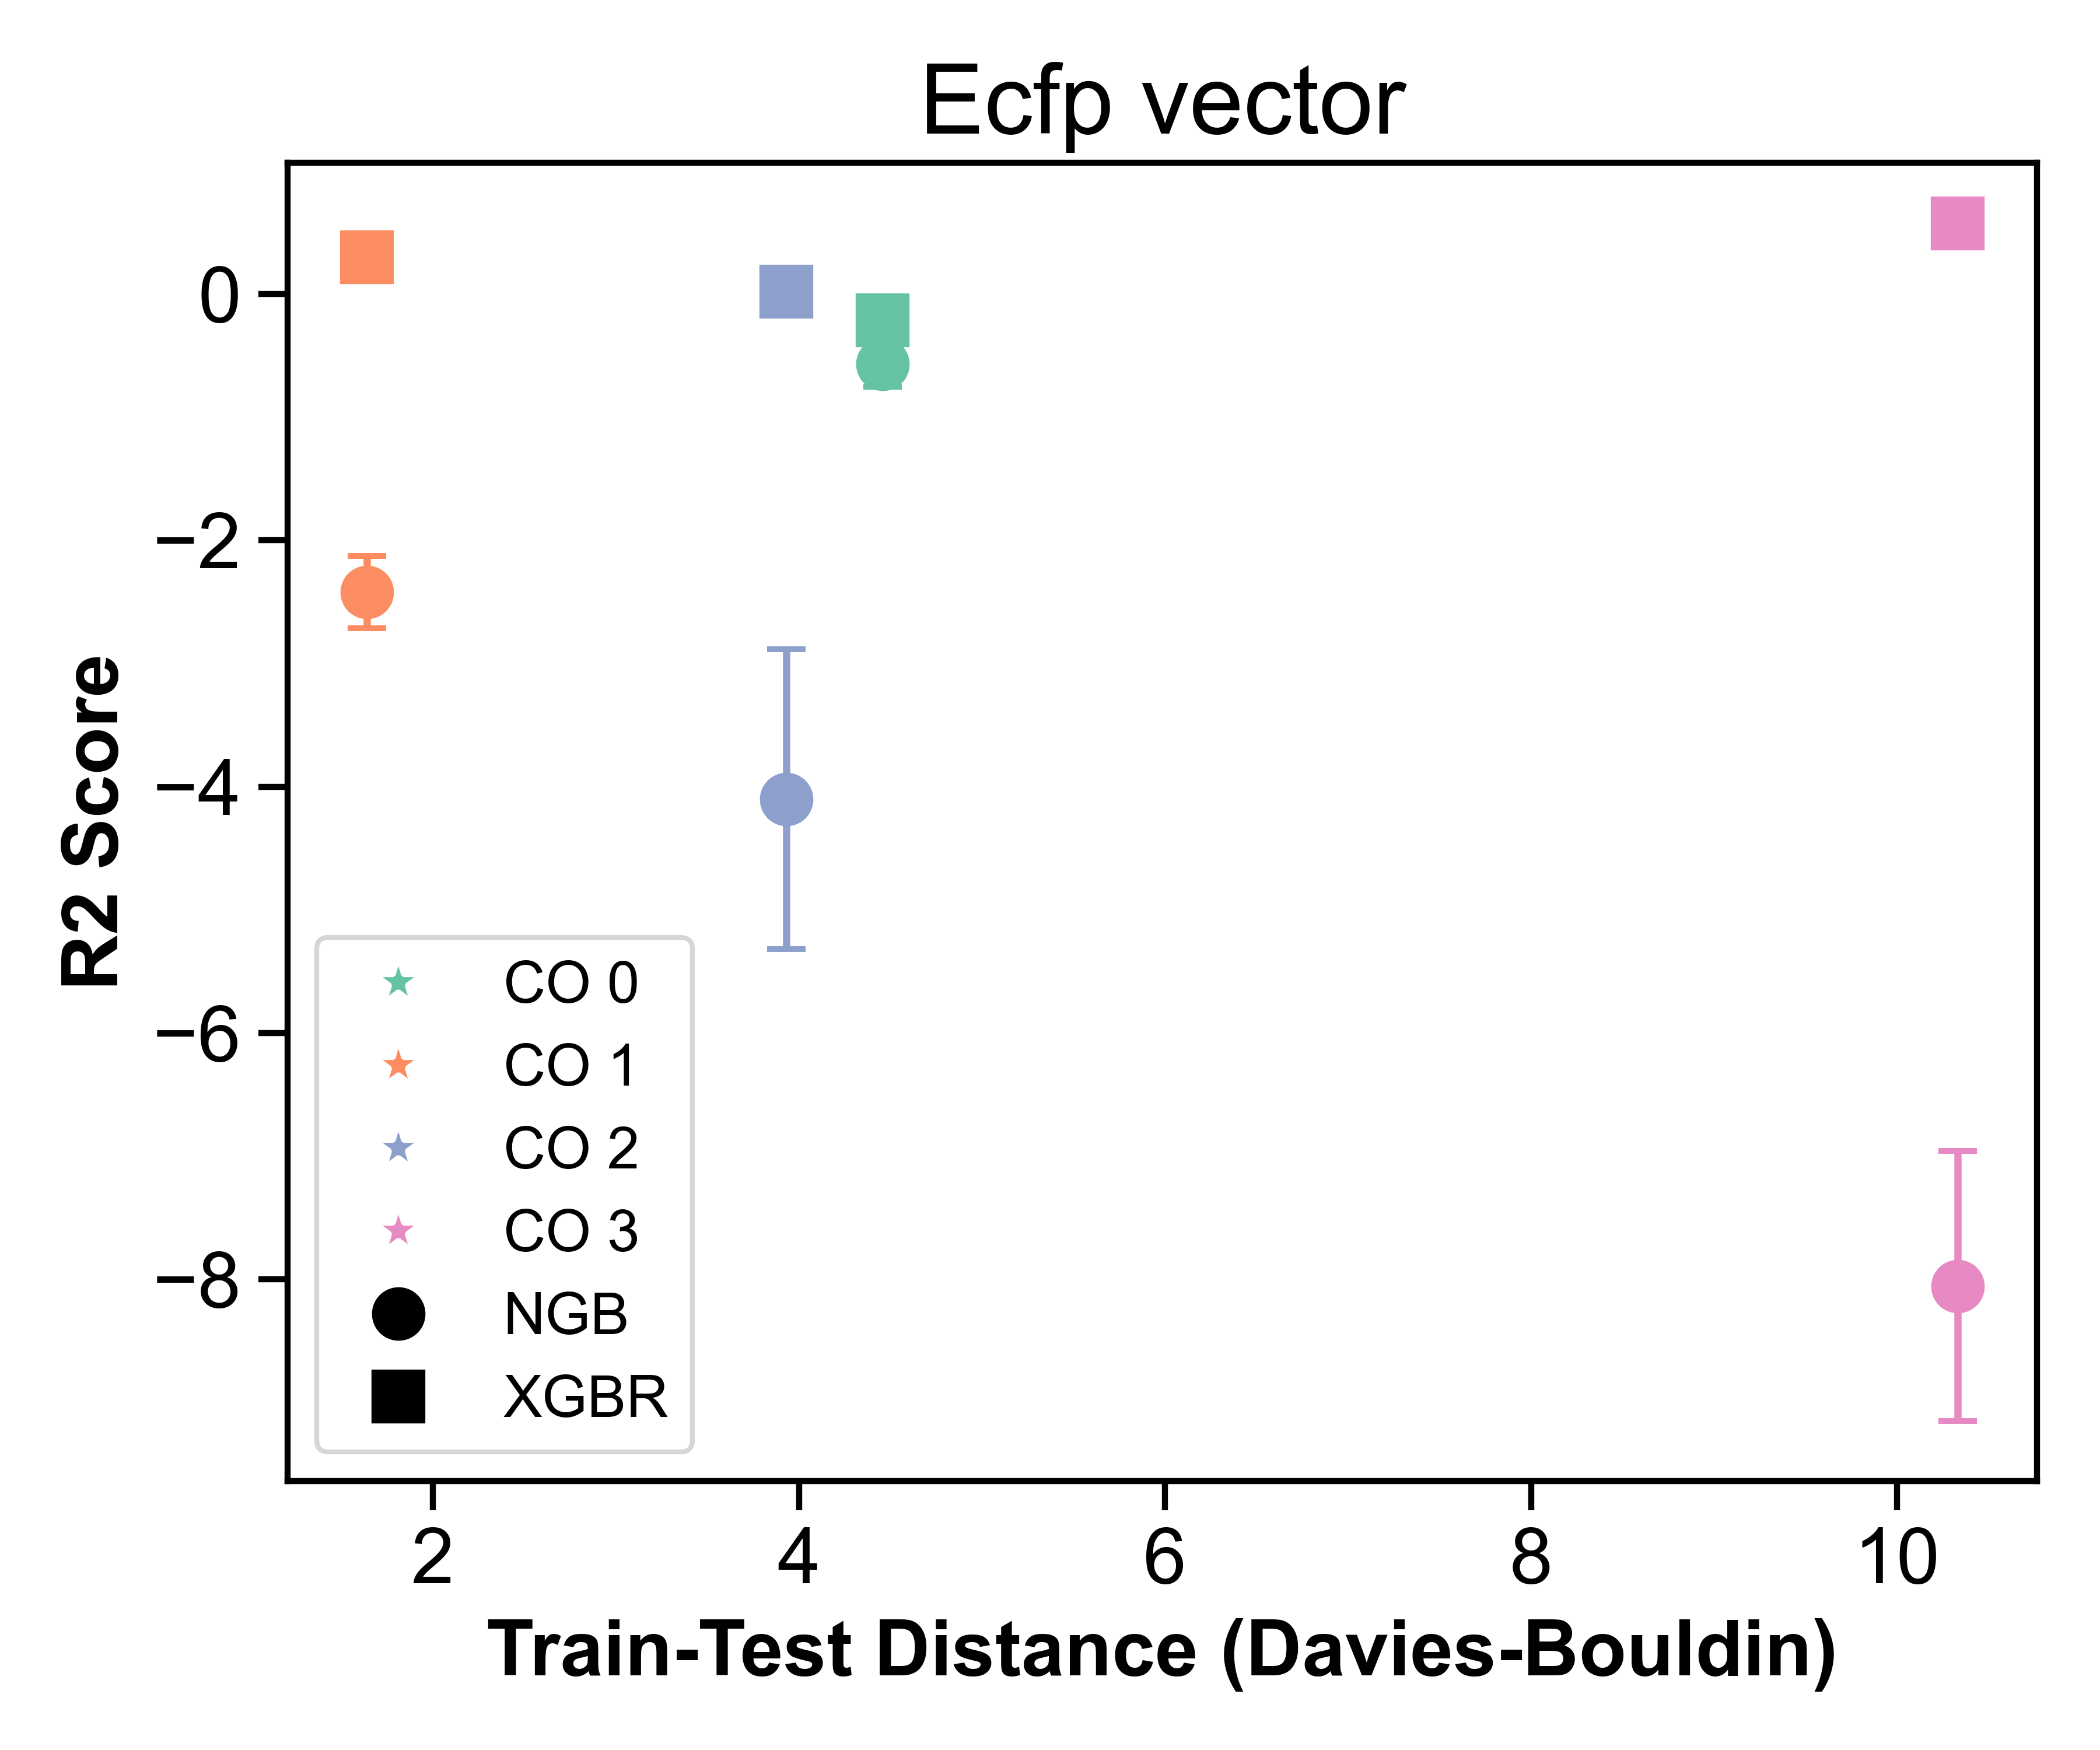 Ecfp vector
R2 Score
0
−2
−4
−6
−8
CO 0
CO 1
CO 2
CO 3
NGB
XGBR
2 4 6 8 10
Train-Test Distance (Davies-Bouldin)